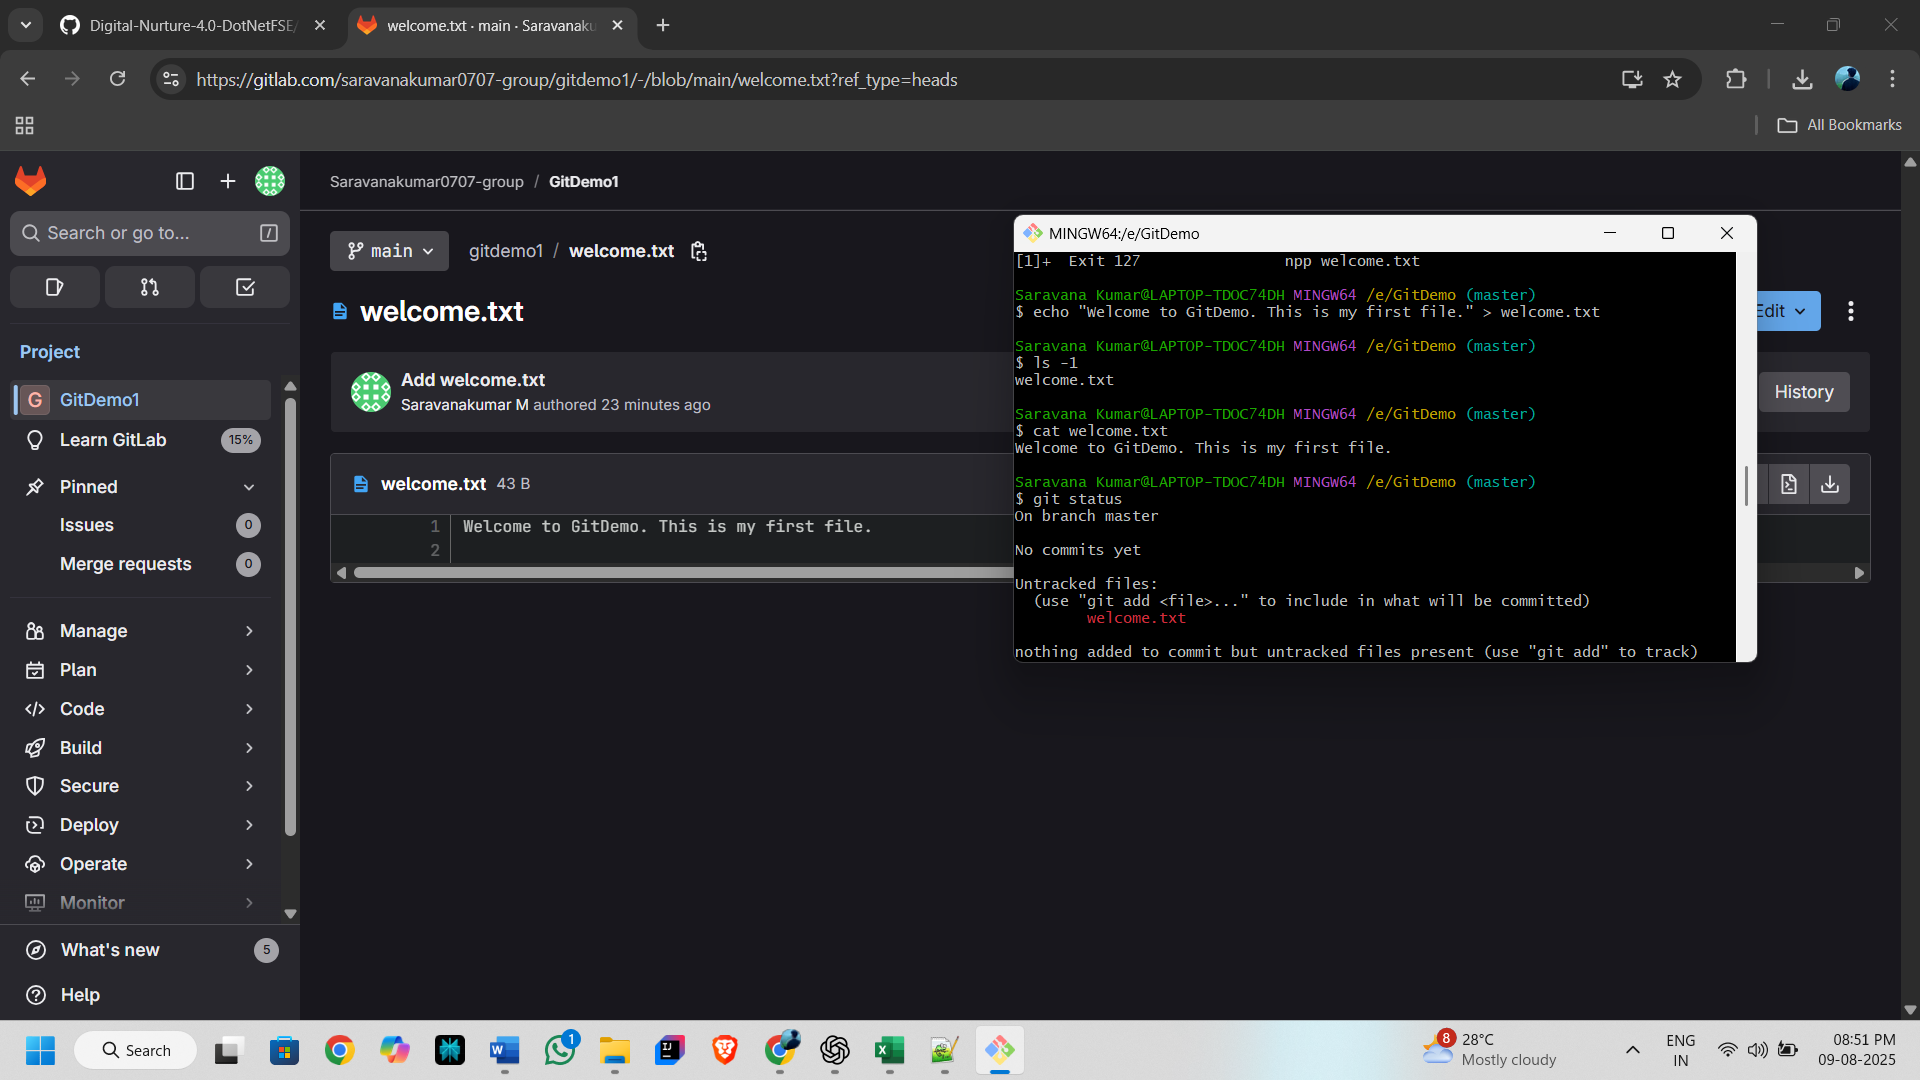 Digital-Nurture-4.0-DotNetFSE/
welcome.txt · main · Saravanaku
https://gitlab.com/saravanakumar0707-group/gitdemo1/-/blob/main/welcome.txt?ref_type=heads
All Bookmarks
Search or go to...
/
Project
G GitDemo1
Learn GitLab 15%
Pinned
Issues 0
Merge requests 0
Manage
Plan
Code
Build
Secure
Deploy
Operate
Monitor
What's new 5
Help
Saravanakumar0707-group / GitDemo1
main
gitdemo1 / welcome.txt
welcome.txt
Edit
Add welcome.txt
Saravanakumar M authored 23 minutes ago
History
welcome.txt 43 B
1 Welcome to GitDemo. This is my first file.
2
MINGW64:/e/GitDemo
[1]+  Exit 127                npp welcome.txt
Saravana Kumar@LAPTOP-TDOC74DH MINGW64 /e/GitDemo (master)
$ echo "Welcome to GitDemo. This is my first file." > welcome.txt
Saravana Kumar@LAPTOP-TDOC74DH MINGW64 /e/GitDemo (master)
$ ls -1
welcome.txt
Saravana Kumar@LAPTOP-TDOC74DH MINGW64 /e/GitDemo (master)
$ cat welcome.txt
Welcome to GitDemo. This is my first file.
Saravana Kumar@LAPTOP-TDOC74DH MINGW64 /e/GitDemo (master)
$ git status
On branch master
No commits yet
Untracked files:
  (use "git add <file>..." to include in what will be committed)
        welcome.txt
nothing added to commit but untracked files present (use "git add" to track)
Search
W
1
IJ
X
8
28°C
Mostly cloudy
ENG
IN
08:51 PM
09-08-2025